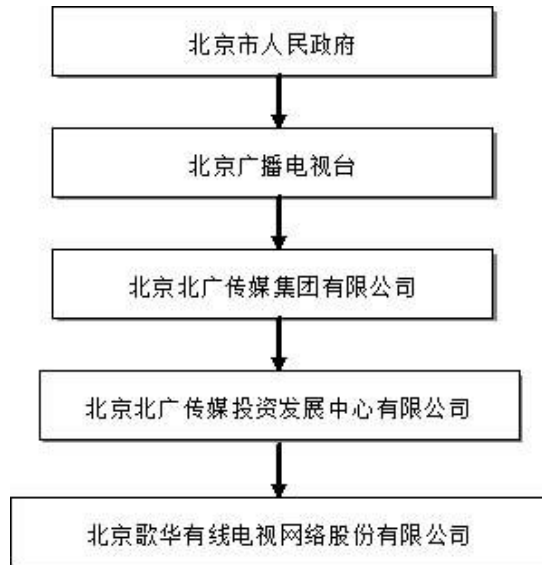 北京市人民政府
北京广播电视台
北京北广传媒集团有限公司
北京北广传媒投资发展中心有限公司
北京歌华有线电视网络股份有限公司